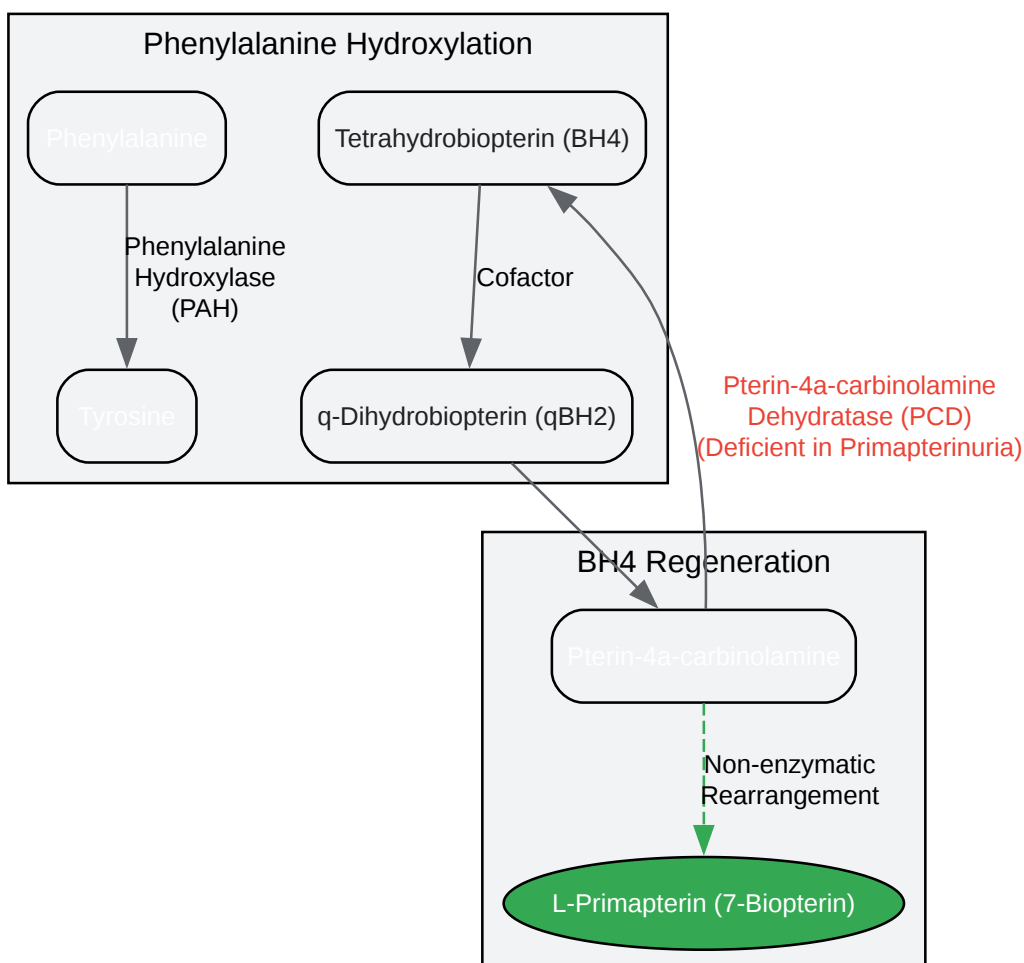 Phenylalanine Hydroxylation
Phenylalanine
Tetrahydrobiopterin (BH4)
Phenylalanine
Hydroxylase
(PAH)
Cofactor
Tyrosine
q-Dihydrobiopterin (qBH2)
Pterin-4a-carbinolamine
Dehydratase (PCD)
(Deficient in Primapterinuria)
BH4 Regeneration
Pterin-4a-carbinolamine
Non-enzymatic
Rearrangement
L-Primapterin (7-Biopterin)